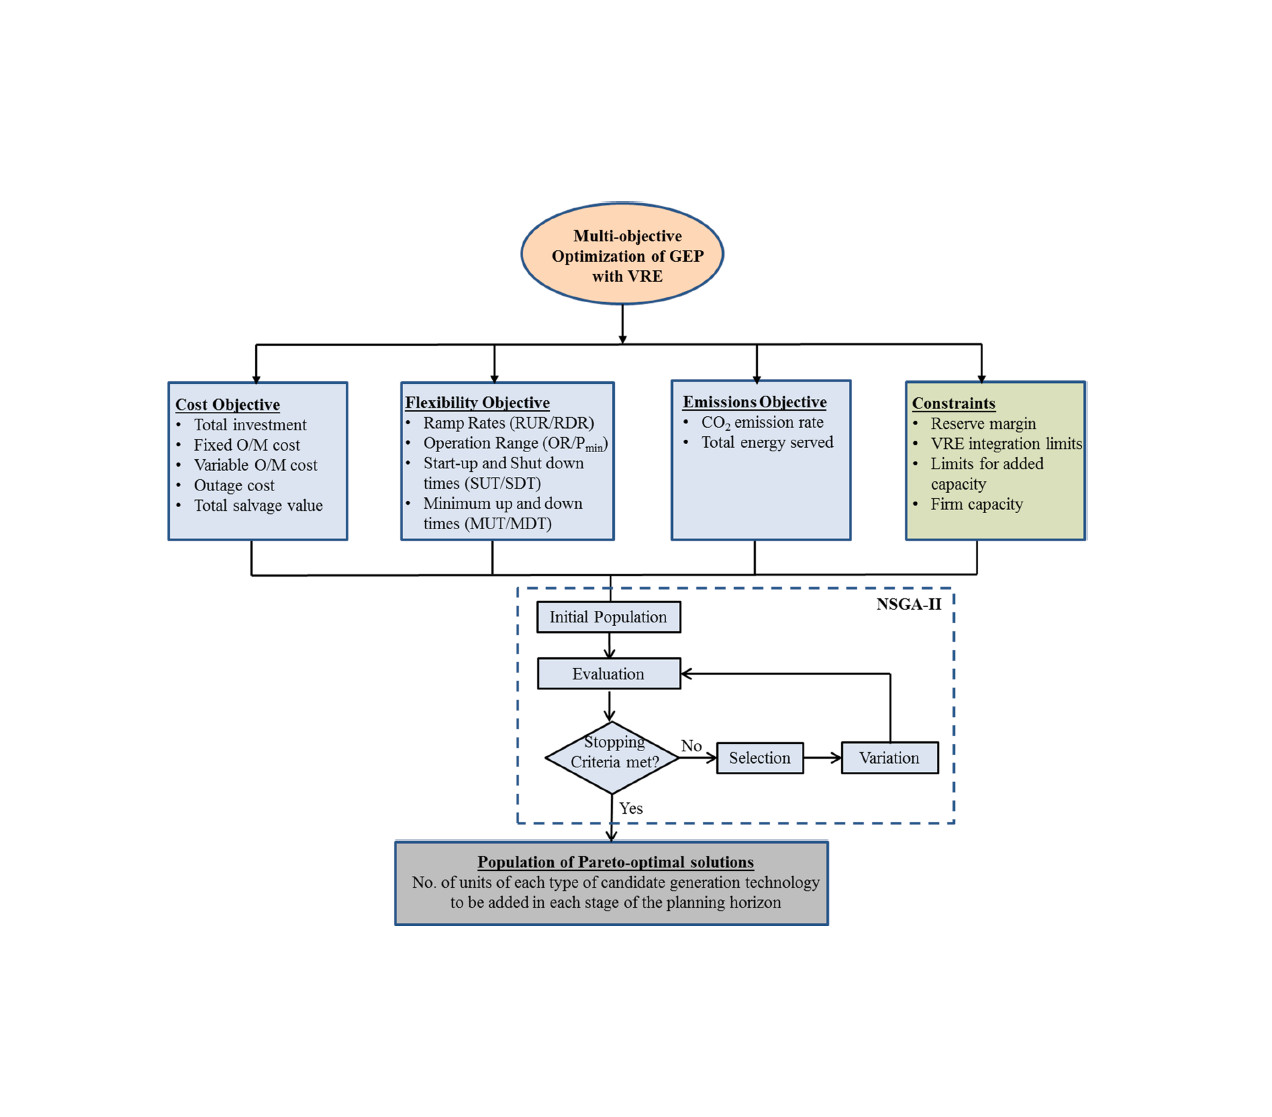 Multi-objective
Optimization of GEP
with VRE
Cost Objective
• Total investment
• Fixed O/M cost
• Variable O/M cost
• Outage cost
• Total salvage value
Flexibility Objective
• Ramp Rates (RUR/RDR)
• Operation Range (OR/Pmin)
• Start-up and Shut down
times (SUT/SDT)
• Minimum up and down
times (MUT/MDT)
Emissions Objective
• CO2 emission rate
• Total energy served
Constraints
• Reserve margin
• VRE integration limits
• Limits for added
capacity
• Firm capacity
NSGA-II
Initial Population
Evaluation
Stopping
Criteria met?
No
Selection
Variation
Yes
Population of Pareto-optimal solutions
No. of units of each type of candidate generation technology
to be added in each stage of the planning horizon